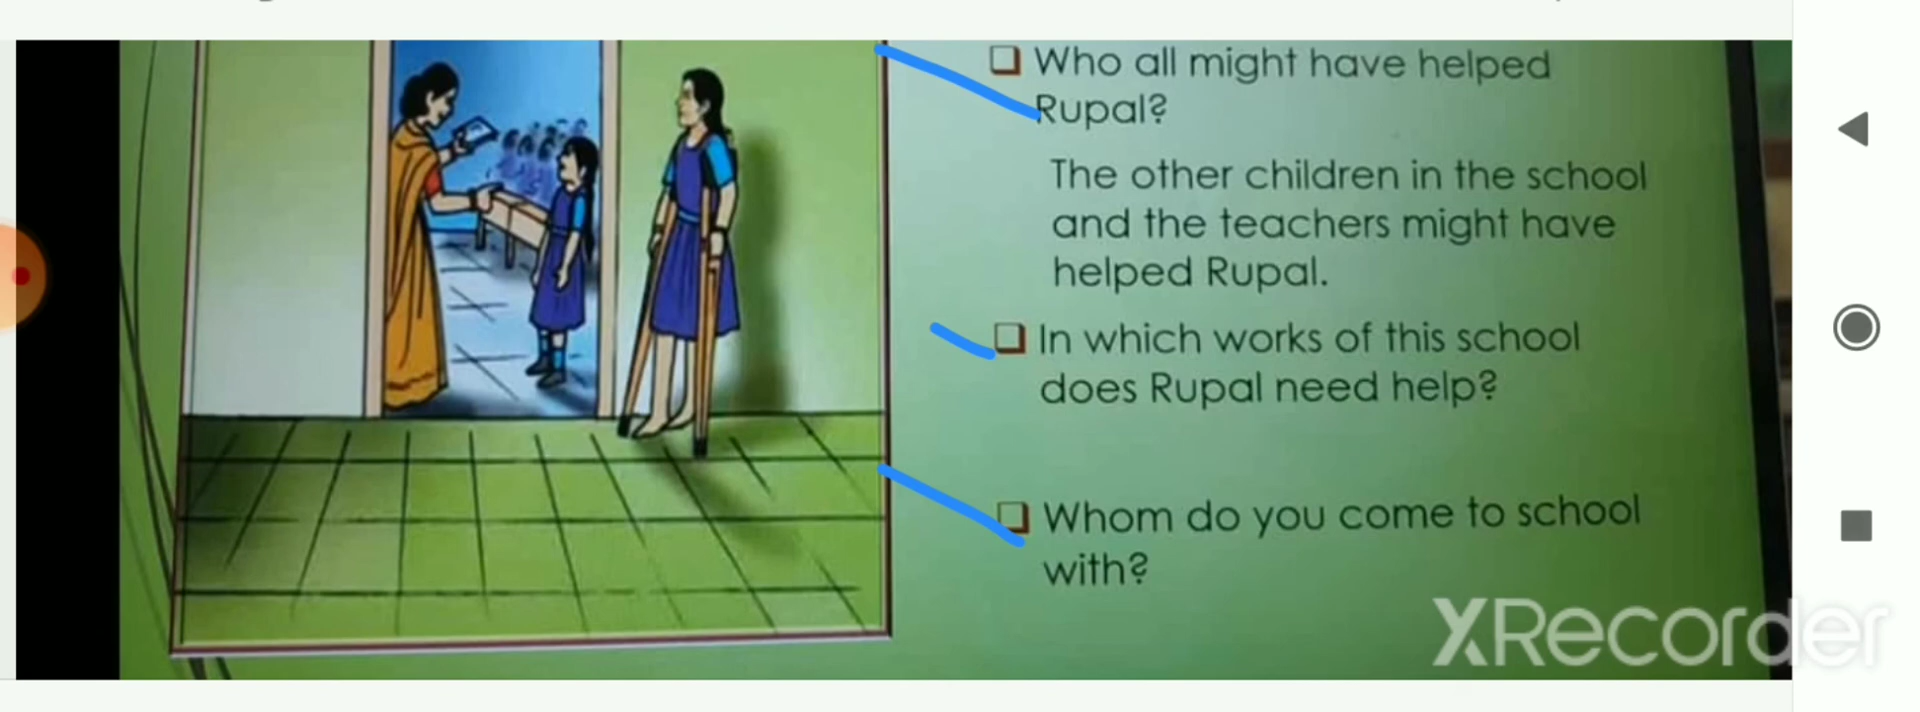 Who all might have helped
Rupal?
The other children in the school
and the teachers might have
helped Rupal.
In which works of this school
does Rupal need help?
Whom do you come to school
with?
XRecorder